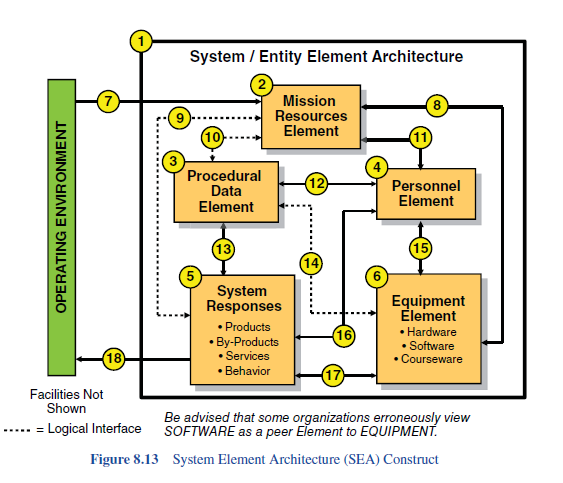 1
System / Entity Element Architecture
2
Mission
Resources
Element
7
8
9
10
11
3
Procedural
Data
Element
12
4
Personnel
Element
OPERATING ENVIRONMENT
13
14
15
5
System
Responses
• Products
• By-Products
• Services
• Behavior
6
Equipment
Element
• Hardware
• Software
• Courseware
16
17
18
Facilities Not
Shown
= Logical Interface
Be advised that some organizations erroneously view
SOFTWARE as a peer Element to EQUIPMENT.
Figure 8.13 System Element Architecture (SEA) Construct